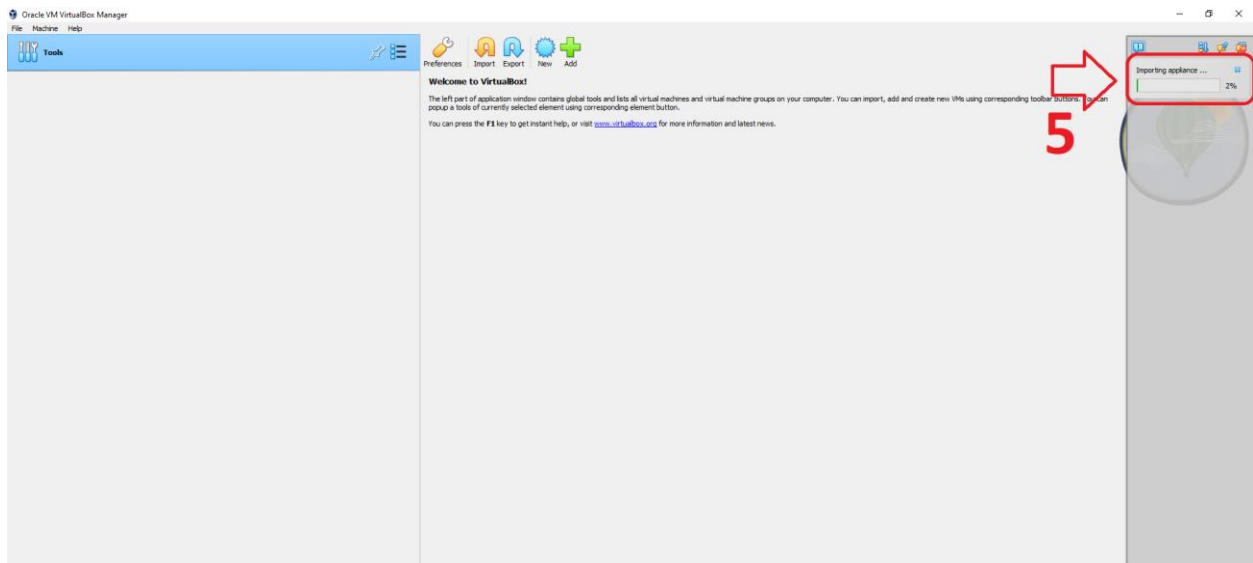 Oracle VM VirtualBox Manager
File Machine Help
Tools
Preferences Import Export New Add
Welcome to VirtualBox!
The left part of application window contains global tools and lists all virtual machines and virtual machine groups on your computer. You can import, add and create new VMs using corresponding toolbar buttons. You can
popup a tools of currently selected element using corresponding element button.
You can press the F1 key to get instant help, or visit www.virtualbox.org for more information and latest news.
Importing appliance ...
2%
5